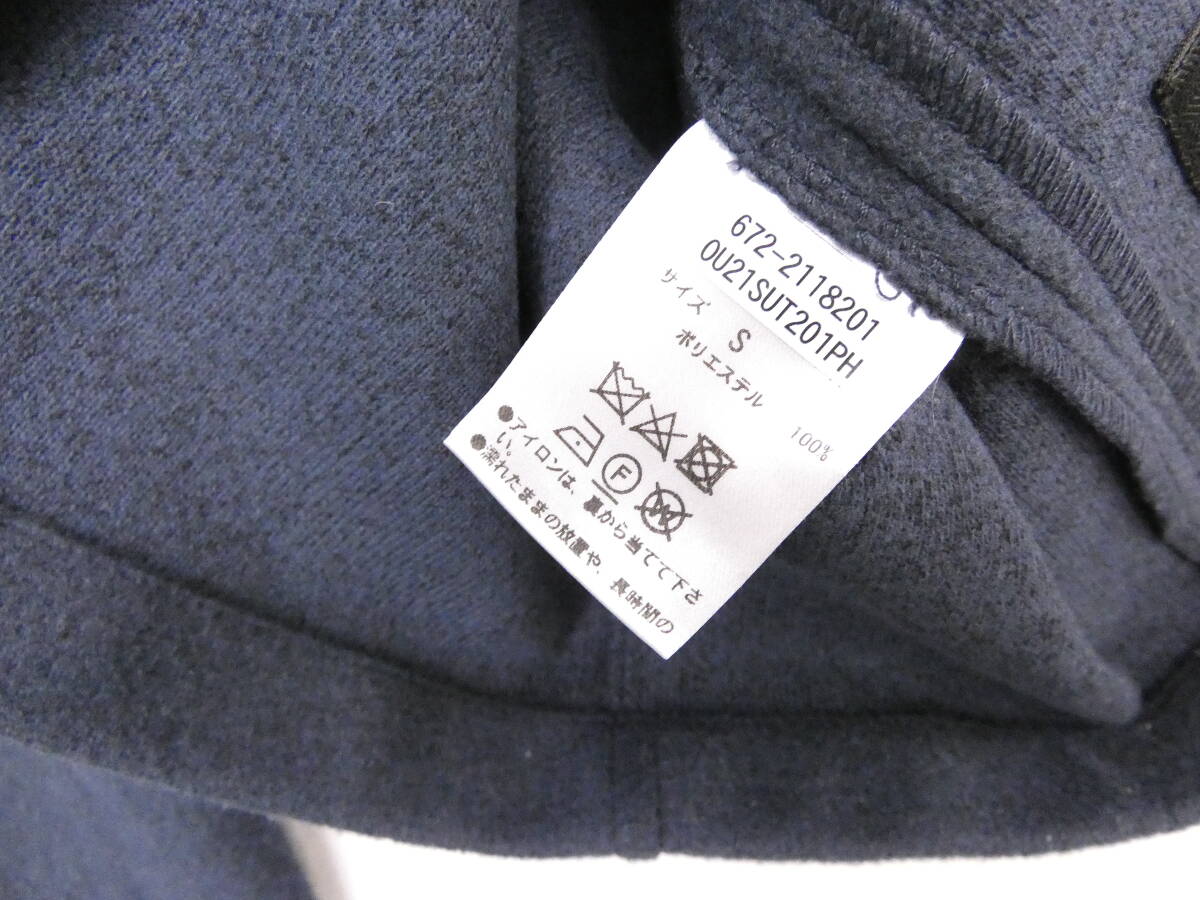 672-2118201
0U21SUT201PH
サイズ S
ポリエステル 100%
F
W
●アイロンは、裏から当てて下さ
い。
●濡れたままの放置や、長時間の